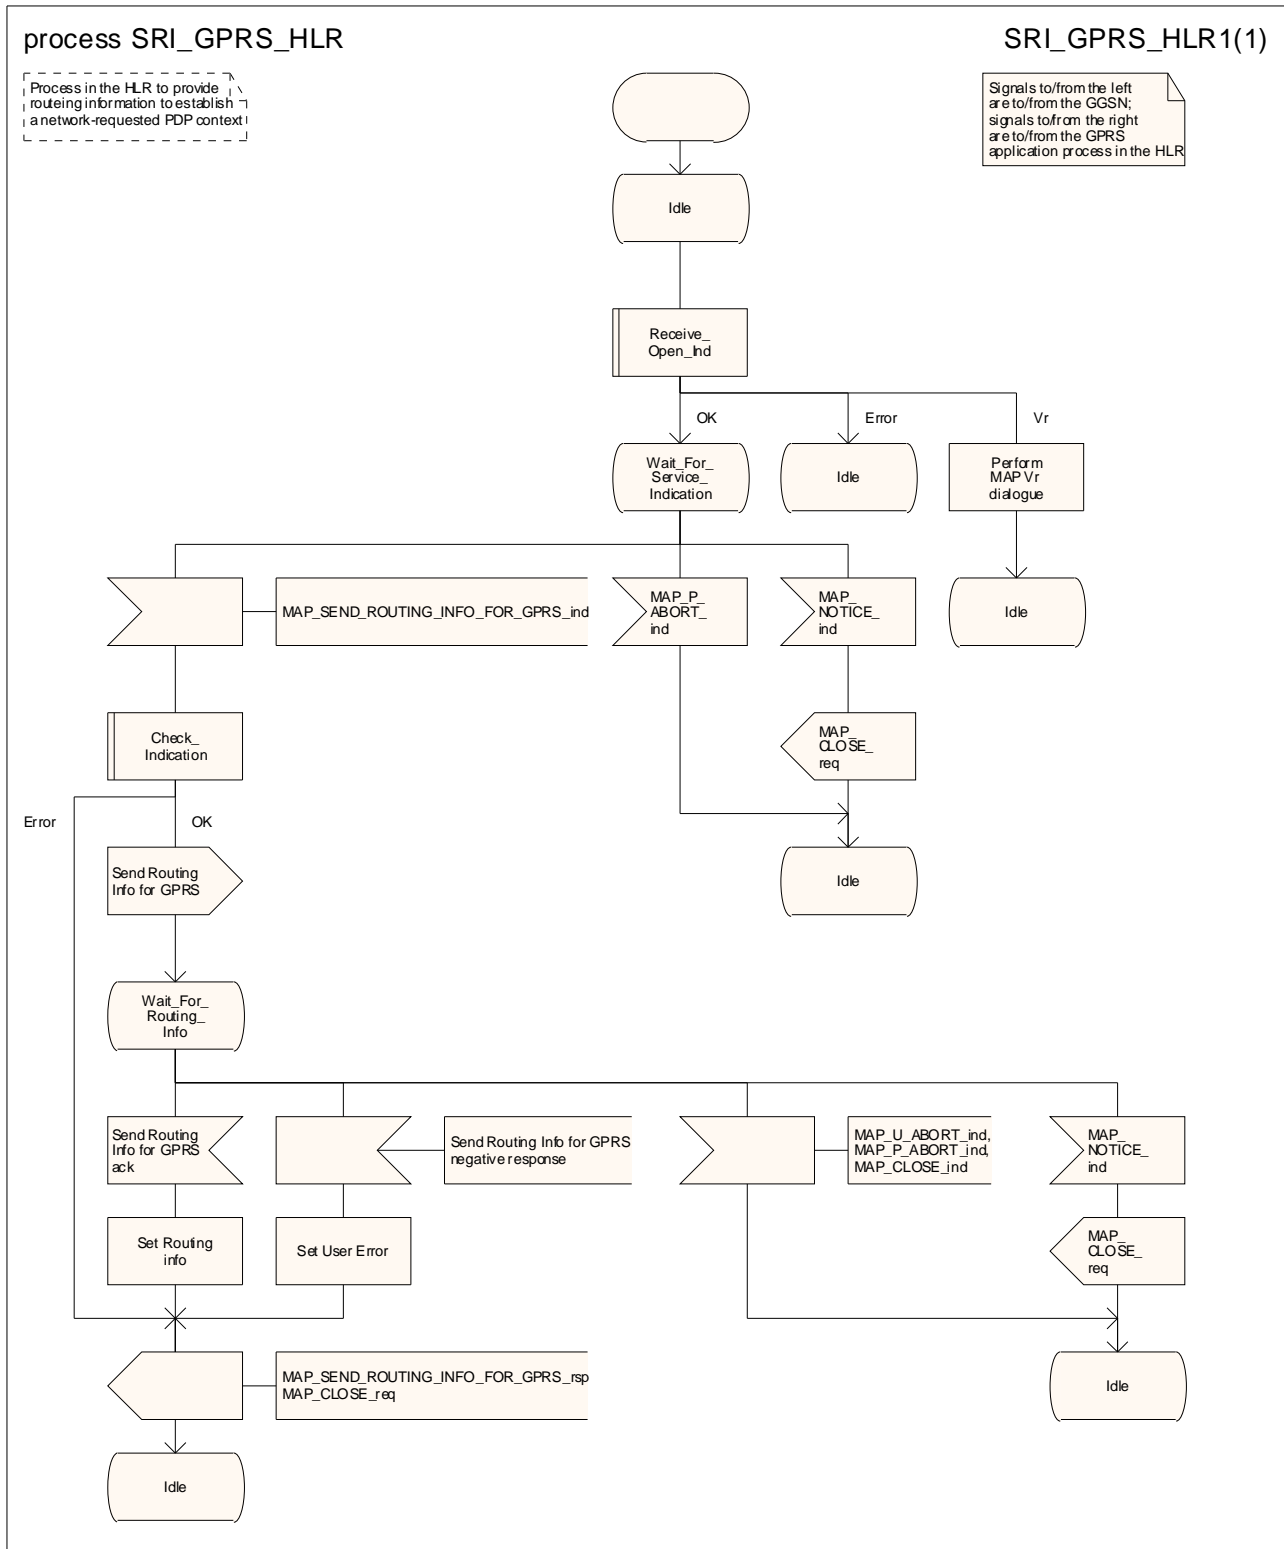 process SRI_GPRS_HLR
SRI_GPRS_HLR1(1)
Process in the HLR to provide
routeing information to establish
a network-requested PDP context
Signals to/from the left
are to/from the GGSN;
signals to/from the right
are to/from the GPRS
application process in the HLR
Idle
Receive_
Open_Ind
OK
Error
Vr
Wait_For_
Service_
Indication
Idle
Perform
MAP Vr
dialogue
MAP_SEND_ROUTING_INFO_FOR_GPRS_ind
MAP_P_
ABORT_
ind
MAP_
NOTICE_
ind
Idle
Check_
Indication
MAP_
CLOSE_
req
Error
OK
Send Routing
Info for GPRS
Idle
Wait_For_
Routing_
Info
Send Routing
Info for GPRS
ack
Send Routing Info for GPRS
negative response
MAP_U_ABORT_ind,
MAP_P_ABORT_ind,
MAP_CLOSE_ind
MAP_
NOTICE_
ind
Set Routing
info
Set User Error
MAP_
CLOSE_
req
MAP_SEND_ROUTING_INFO_FOR_GPRS_rsp
MAP_CLOSE_req
Idle
Idle